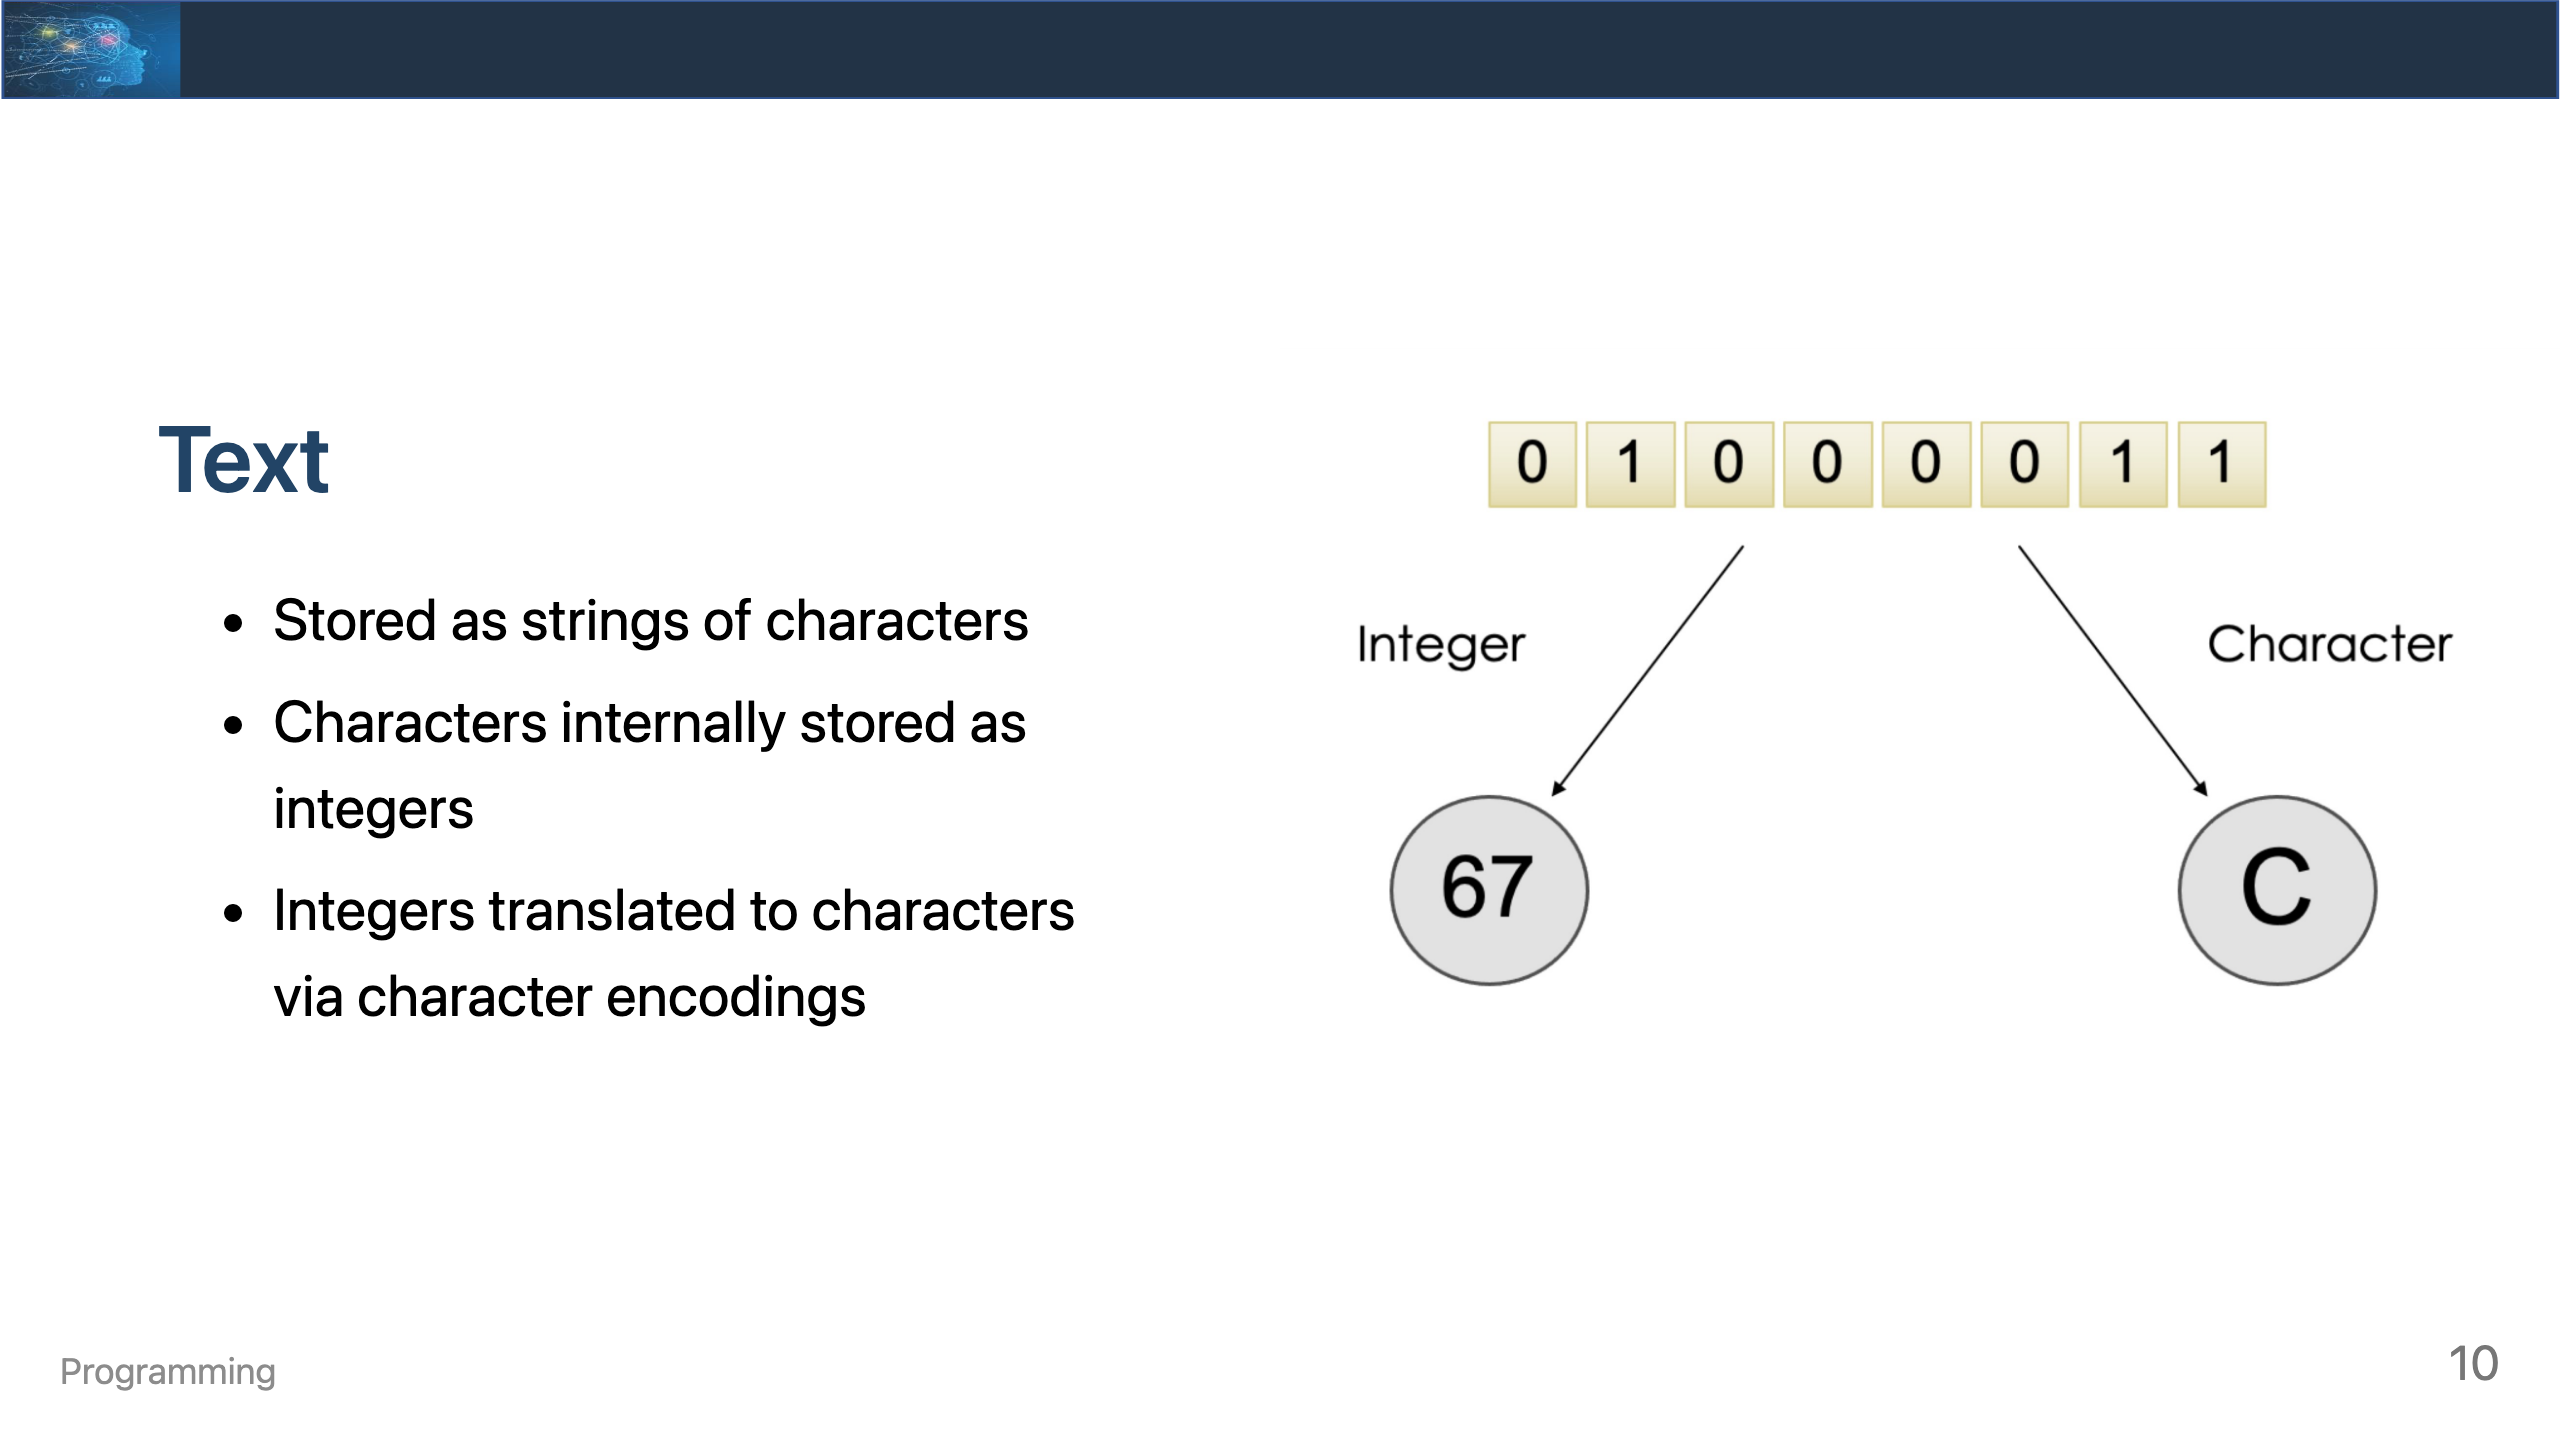 Text
Stored as strings of characters
Characters internally stored as
integers
Integers translated to characters
via character encodings
0 1 0 0 0 0 1 1
Integer
Character
67
C
Programming
10